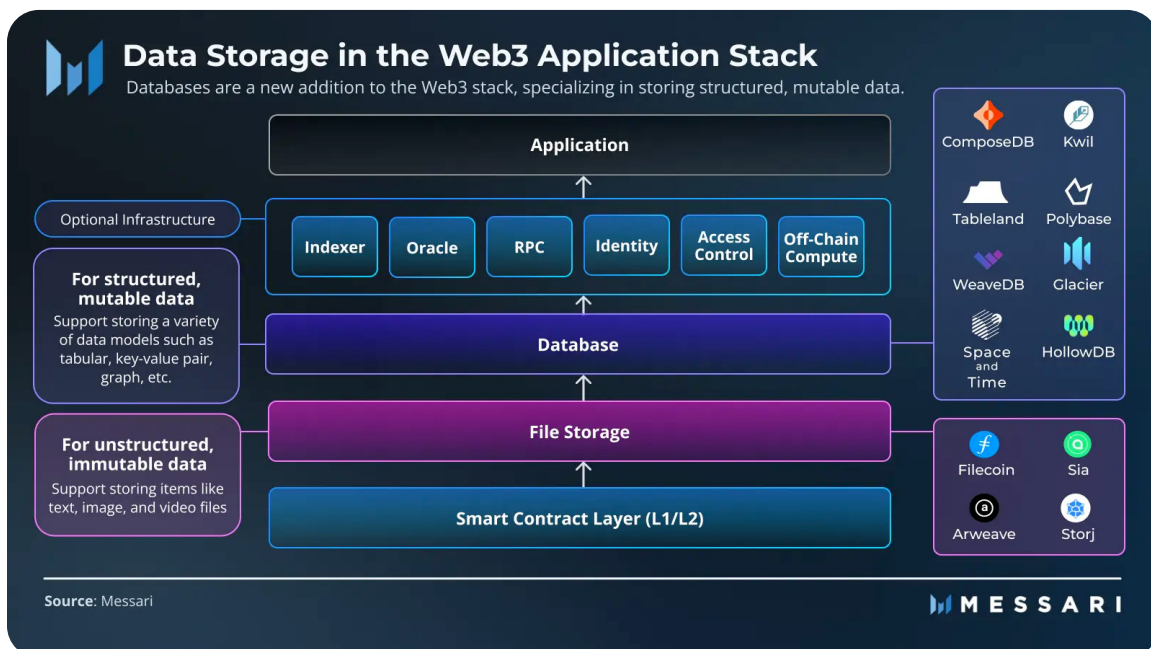 Data Storage in the Web3 Application Stack
Databases are a new addition to the Web3 stack, specializing in storing structured, mutable data.
Application
Optional Infrastructure
Indexer
Oracle
RPC
Identity
Access
Control
Off-Chain
Compute
For structured,
mutable data
Support storing a variety
of data models such as
tabular, key-value pair,
graph, etc.
Database
File Storage
For unstructured,
immutable data
Support storing items like
text, image, and video files
Smart Contract Layer (L1/L2)
ComposeDB
Kwil
Tableland
Polybase
WeaveDB
Glacier
Space
and
Time
HollowDB
Filecoin
Sia
Arweave
Storj
Source: Messari
MESSARI